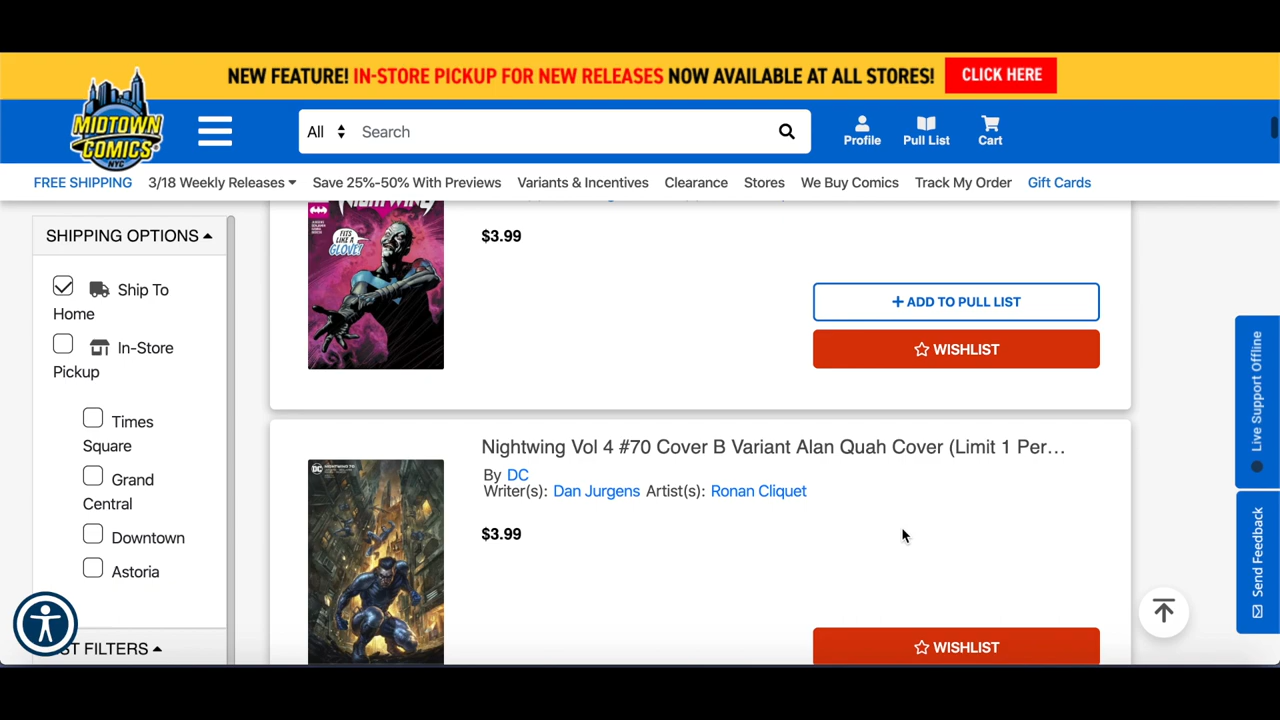 NEW FEATURE! IN-STORE PICKUP FOR NEW RELEASES NOW AVAILABLE AT ALL STORES! CLICK HERE
MIDTOWN
COMICS
NYC
All Search
Profile Pull List Cart
FREE SHIPPING 3/18 Weekly Releases Save 25%-50% With Previews Variants & Incentives Clearance Stores We Buy Comics Track My Order Gift Cards
SHIPPING OPTIONS
Ship To
Home
In-Store
Pickup
Times
Square
Grand
Central
Downtown
Astoria
ST FILTERS
NIGHTWING
FITS
LIKE A
GLOVE!
$3.99
+ ADD TO PULL LIST
WISHLIST
Nightwing Vol 4 #70 Cover B Variant Alan Quah Cover (Limit 1 Per...
By DC
Writer(s): Dan Jurgens Artist(s): Ronan Cliquet
DC
$3.99
WISHLIST
Live Support Offline
Send Feedback